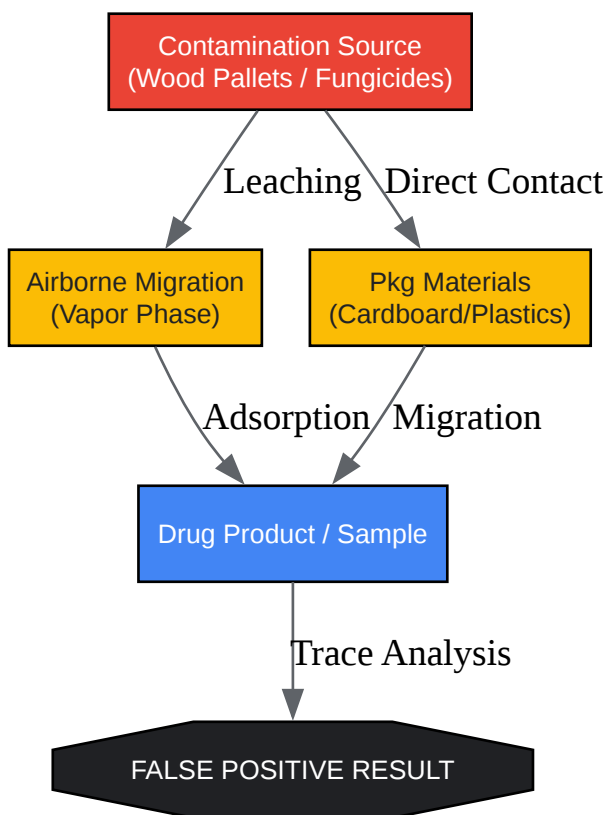 Contamination Source
(Wood Pallets / Fungicides)
Leaching
Direct Contact
Airborne Migration
(Vapor Phase)
Pkg Materials
(Cardboard/Plastics)
Adsorption
Migration
Drug Product / Sample
Trace Analysis
FALSE POSITIVE RESULT